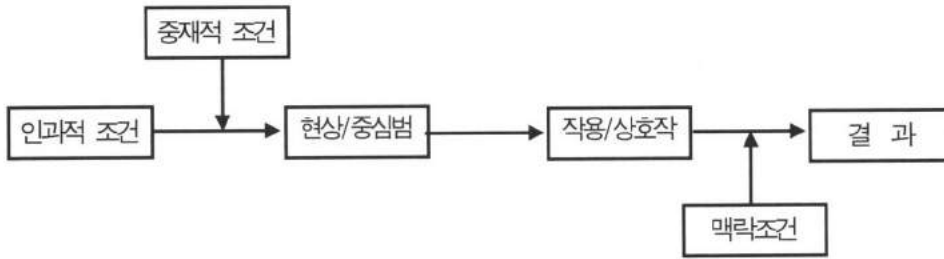 중재적 조건
인과적 조건
현상/중심범
작용/상호작
결 과
맥락조건